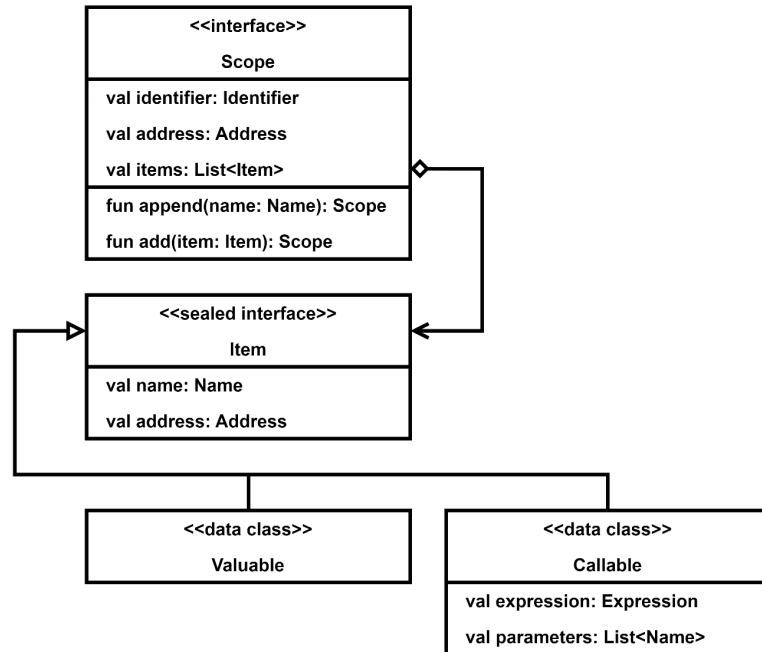 <<interface>>
Scope
val identifier: Identifier
val address: Address
val items: List<Item>
fun append(name: Name): Scope
fun add(item: Item): Scope
<<sealed interface>>
Item
val name: Name
val address: Address
<<data class>>
Valuable
<<data class>>
Callable
val expression: Expression
val parameters: List<Name>